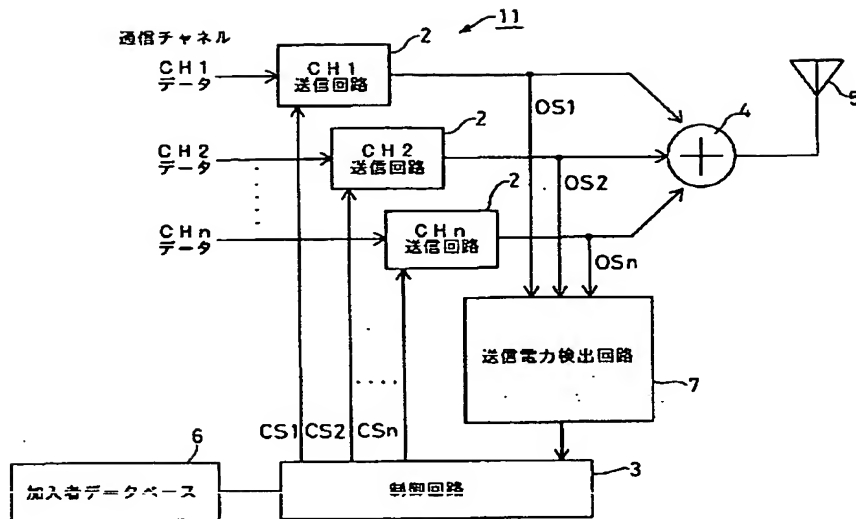 通信チャネル
2
11
CH1
データ
CH1
送信回路
OS1
4
5
2
CH2
データ
CH2
送信回路
OS2
2
CHn
データ
CHn
送信回路
OSn
送信電力検出回路
7
CS1 CS2 CSn
6
加入者データベース
制御回路
3